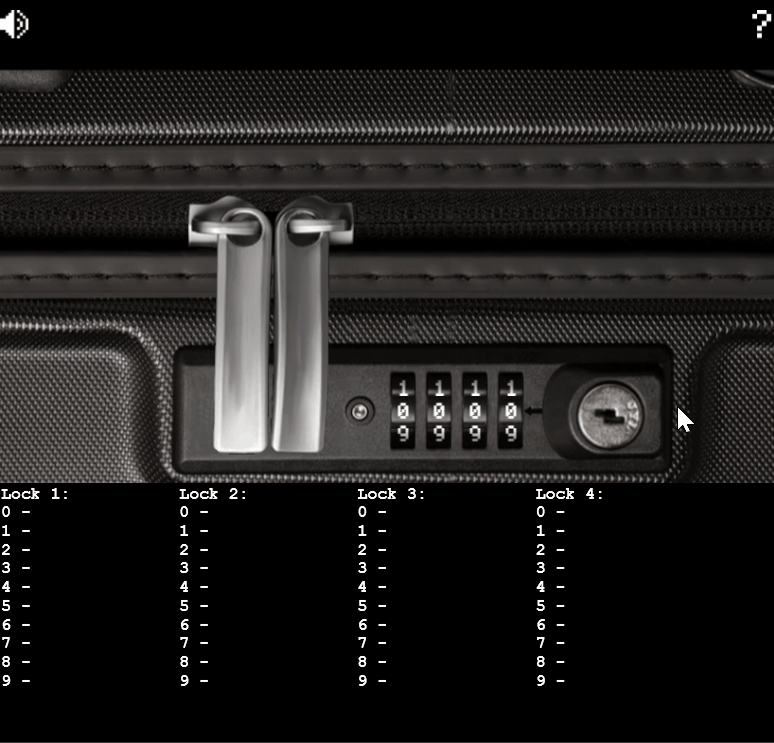 ?
1 1 1 1
0 0 0 0
9 9 9 9
Lock 1: Lock 2: Lock 3: Lock 4:
0 - 0 - 0 - 0 -
1 - 1 - 1 - 1 -
2 - 2 - 2 - 2 -
3 - 3 - 3 - 3 -
4 - 4 - 4 - 4 -
5 - 5 - 5 - 5 -
6 - 6 - 6 - 6 -
7 - 7 - 7 - 7 -
8 - 8 - 8 - 8 -
9 - 9 - 9 - 9 -